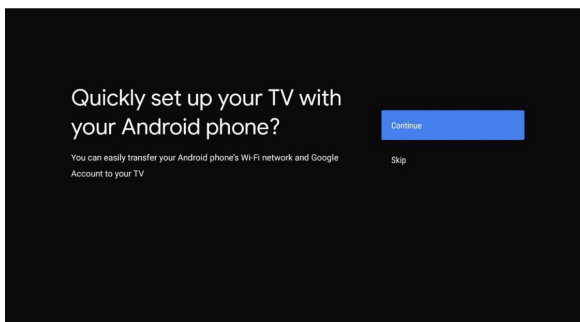 Quickly set up your TV with
your Android phone?
You can easily transfer your Android phone's Wi-Fi network and Google
Account to your TV
Continue
Skip